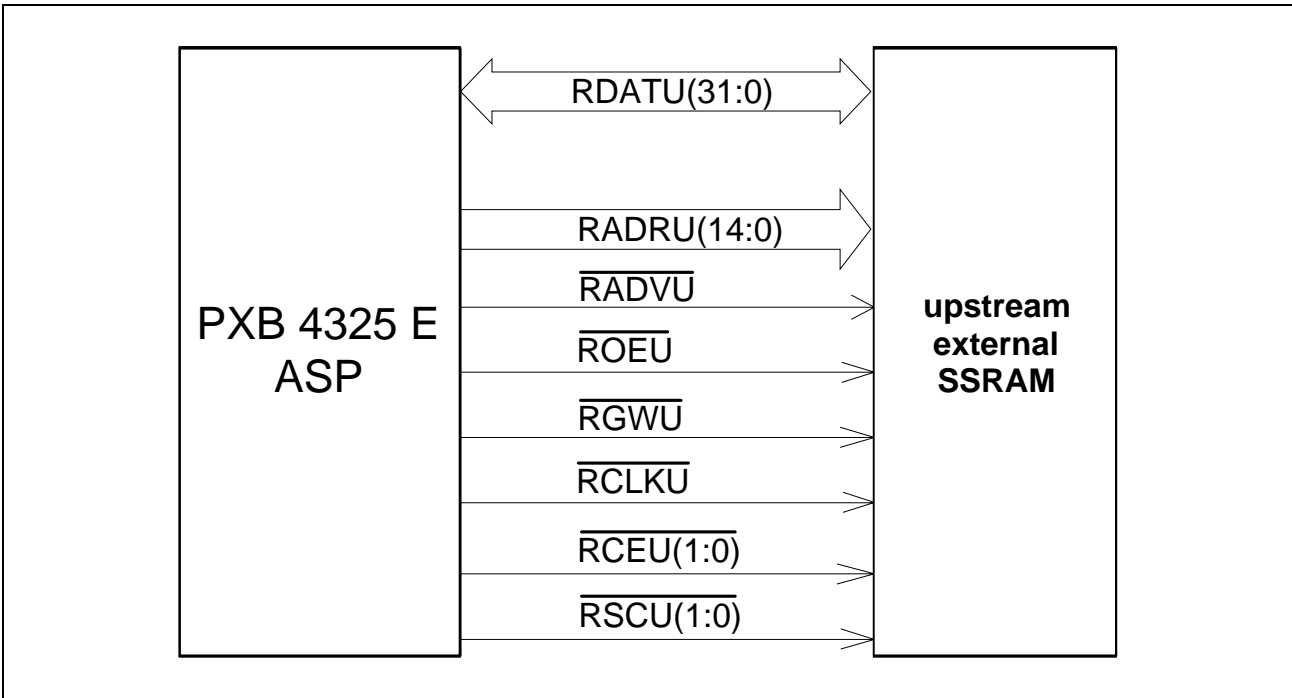 RDATU(31:0)
RADRU(14:0)
RADVU
ROEU
RGWU
RCLKU
RCEU(1:0)
RSCU(1:0)
PXB 4325 E
ASP
upstream
external
SSRAM